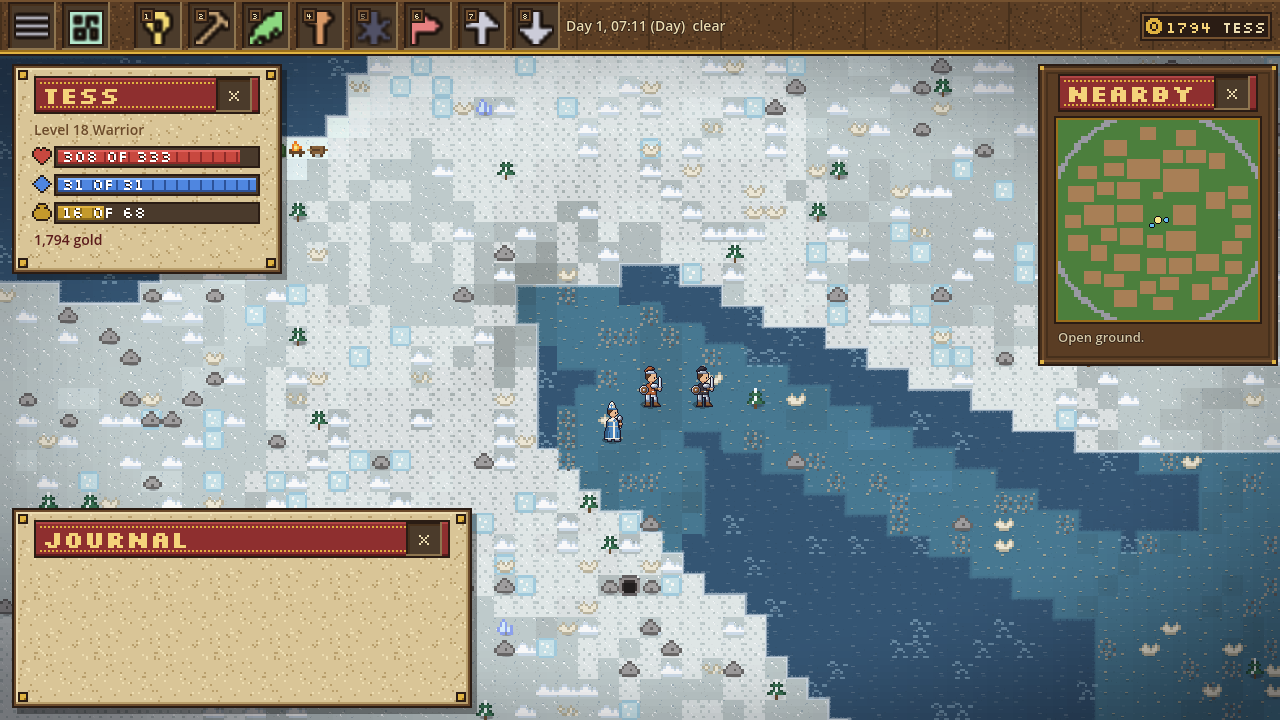 1 2 3 4 5 6 7 8
Day 1, 07:11 (Day) clear
1794 TESS
TESS
Level 18 Warrior
308 OF 333
31 OF 31
18 OF 68
1,794 gold
NEARBY
Open ground.
JOURNAL